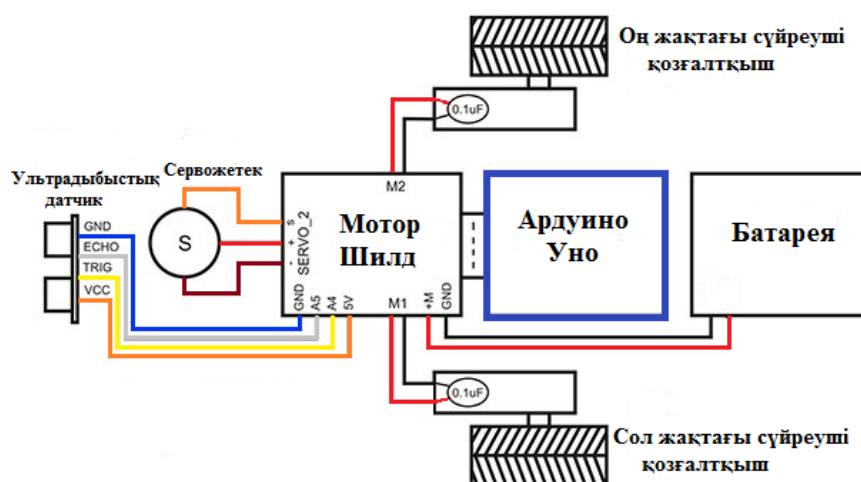 Оң жақтағы сүйреуші
қозғалтқыш
0.1uF
Ультрадыбыстық
датчик
Сервожетек
GND
ECHO
TRIG
VCC
S
M2
Мотор
Шилд
s
+
-
SERVO_2
GND
A5
A4
5V
M1
+M
GND
Ардуино
Уно
Батарея
0.1uF
Сол жақтағы сүйреуші
қозғалтқыш